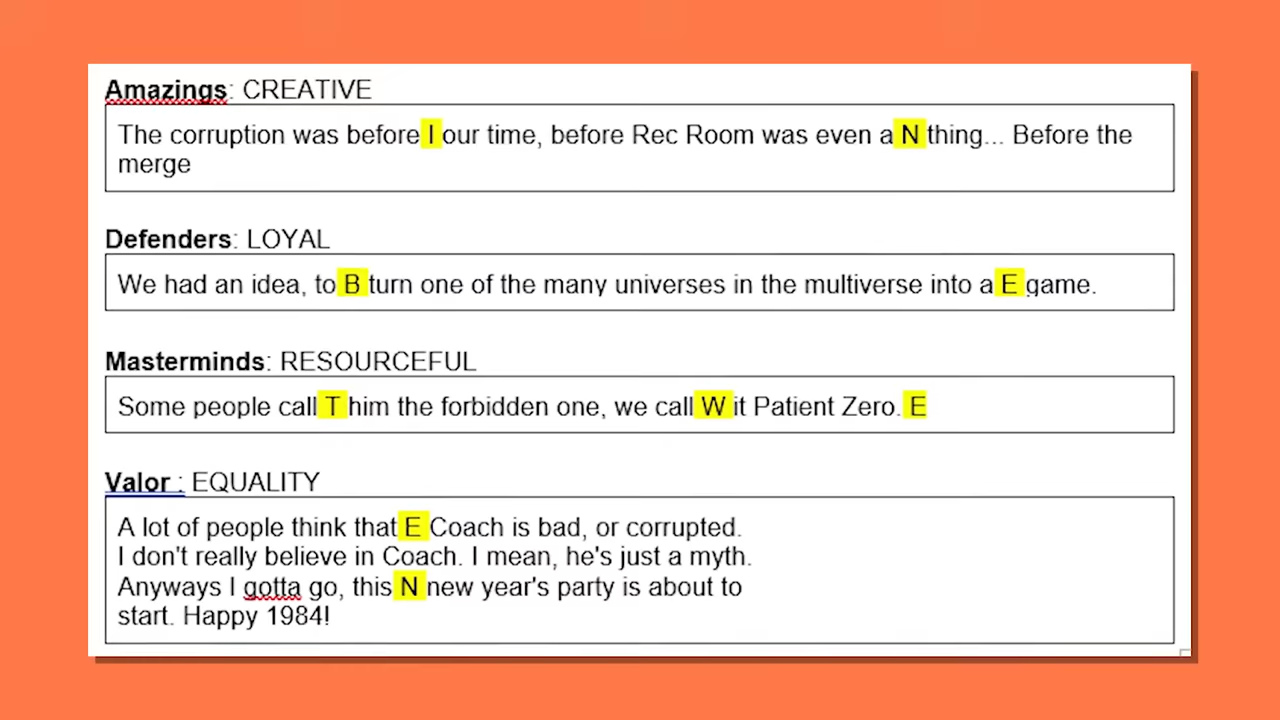 Amazings: CREATIVE
The corruption was before I our time, before Rec Room was even a N thing... Before the
merge
Defenders: LOYAL
We had an idea, to B turn one of the many universes in the multiverse into a E game.
Masterminds: RESOURCEFUL
Some people call T him the forbidden one, we call W it Patient Zero. E
Valor : EQUALITY
A lot of people think that E Coach is bad, or corrupted.
I don't really believe in Coach. I mean, he's just a myth.
Anyways I gotta go, this N new year's party is about to
start. Happy 1984!